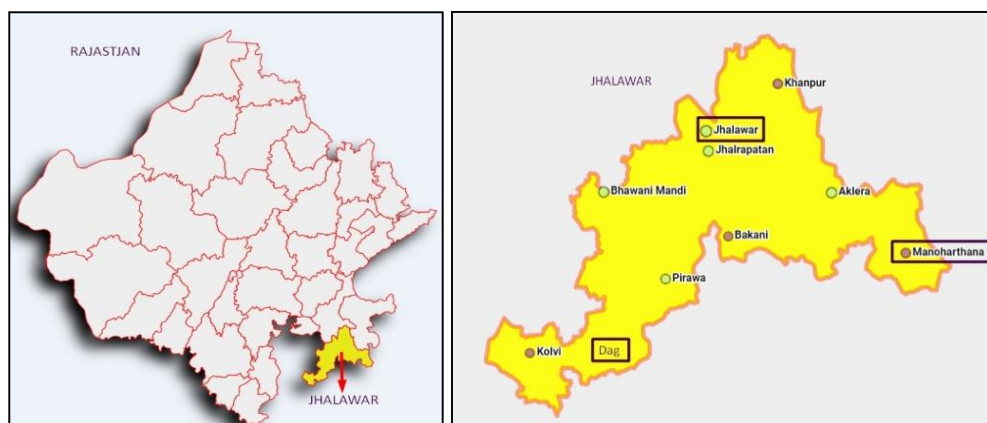 RAJASTJAN
JHALAWAR
JHALAWAR
Khanpur
Jhalawar
Jhalrapatan
Bhawani Mandi
Aklera
Bakani
Manoharthana
Pirawa
Kolvi
Dag